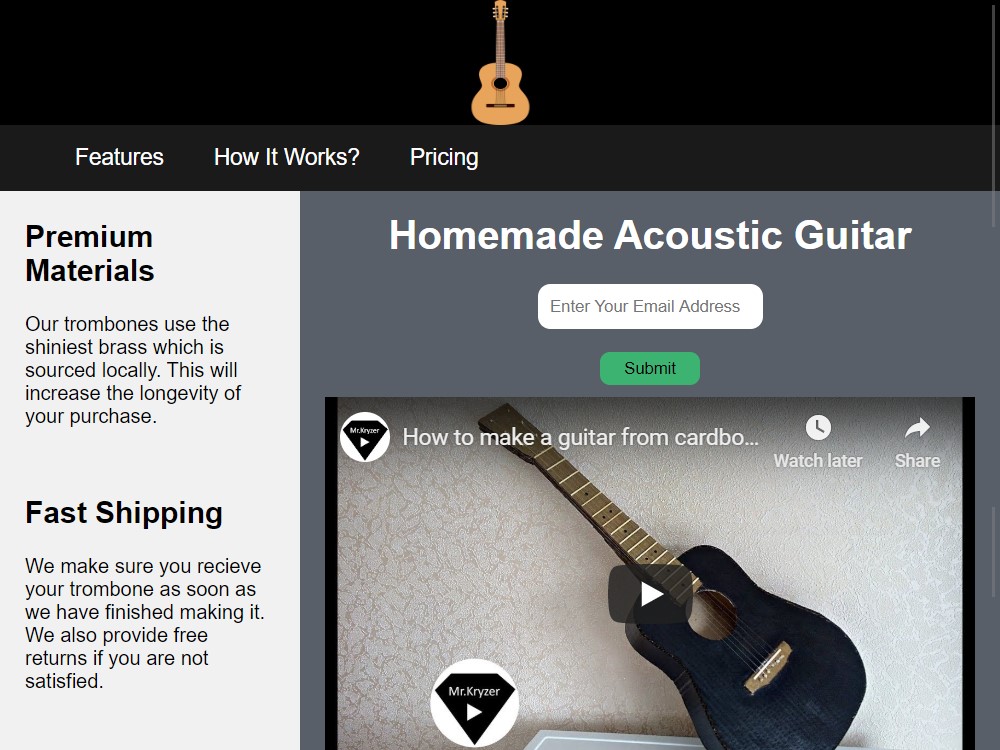 Features How It Works? Pricing
Premium
Materials
Our trombones use the
shiniest brass which is
sourced locally. This will
increase the longevity of
your purchase.
Fast Shipping
We make sure you recieve
your trombone as soon as
we have finished making it.
We also provide free
returns if you are not
satisfied.
Homemade Acoustic Guitar
Enter Your Email Address
Submit
Mr.Kryzer
How to make a guitar from cardbo...
Watch later
Share
Mr.Kryzer